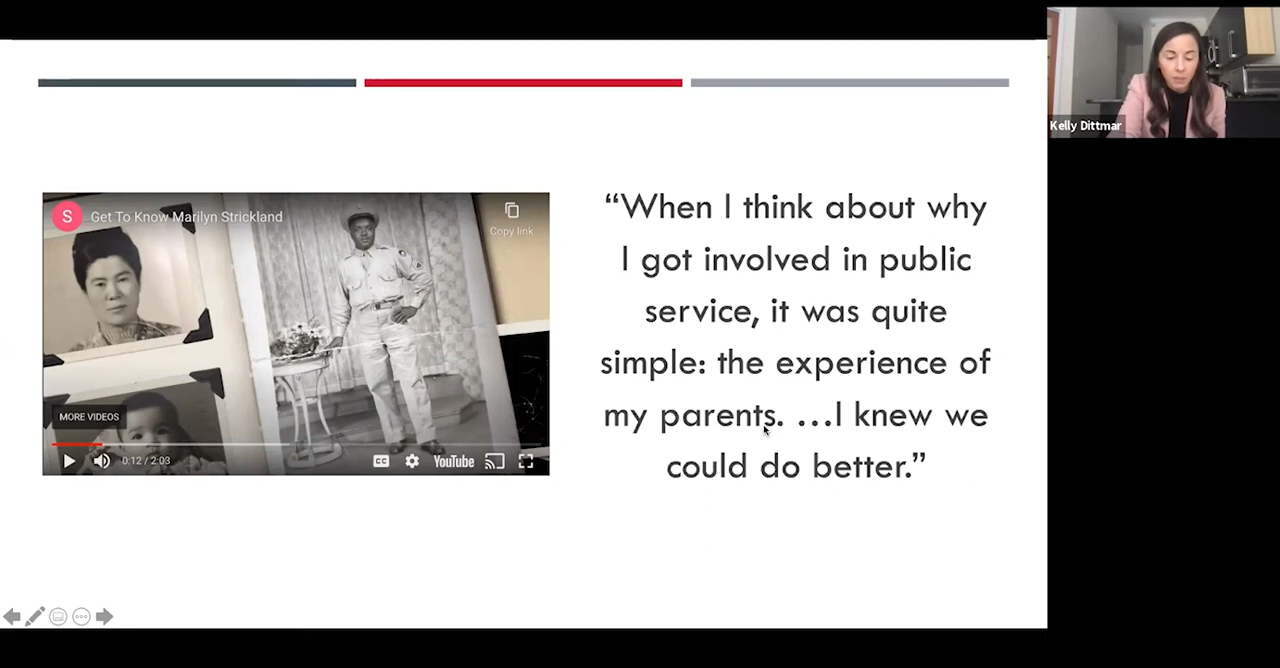 Kelly Dittmar
S
Get To Know Marilyn Strickland
Copy link
MORE VIDEOS
0:12 / 2:03
CC
YouTube
“When I think about why
I got involved in public
service, it was quite
simple: the experience of
my parents. …I knew we
could do better.”